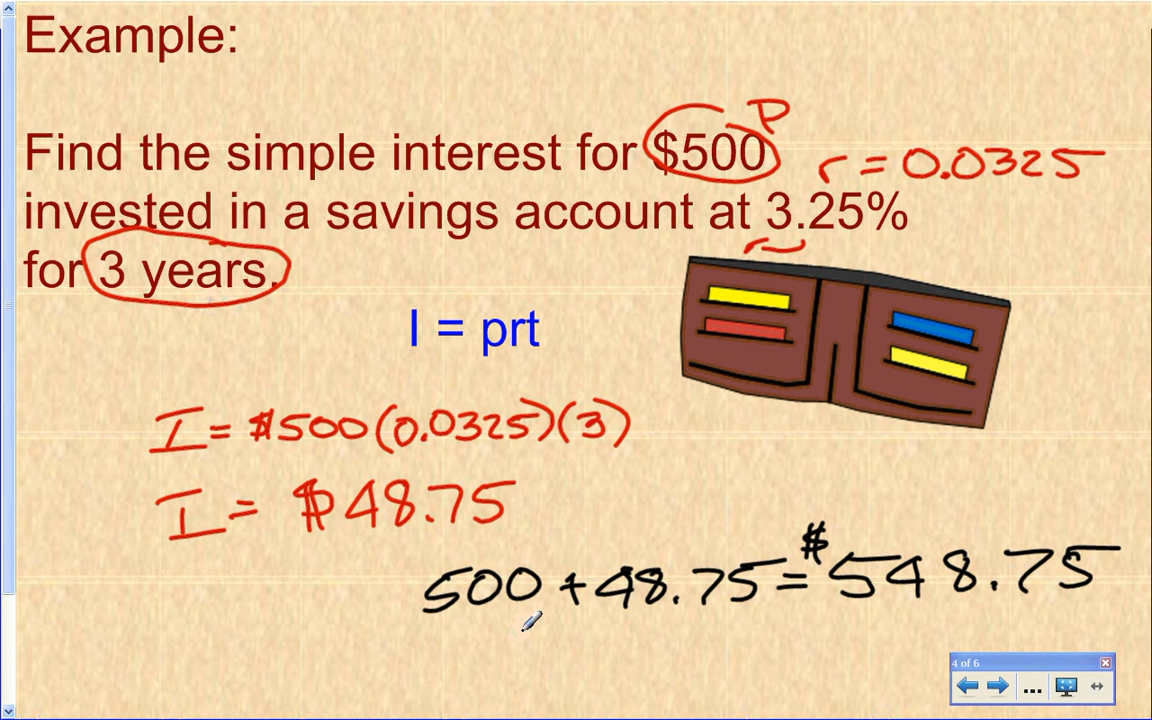 Example:
Find the simple interest for $500 P
r = 0.0325
invested in a savings account at 3.25%
for 3 years.
I = prt
I = $500(0.0325)(3)
I = $48.75
500 + 48.75 = $548.75
4 of 6
...